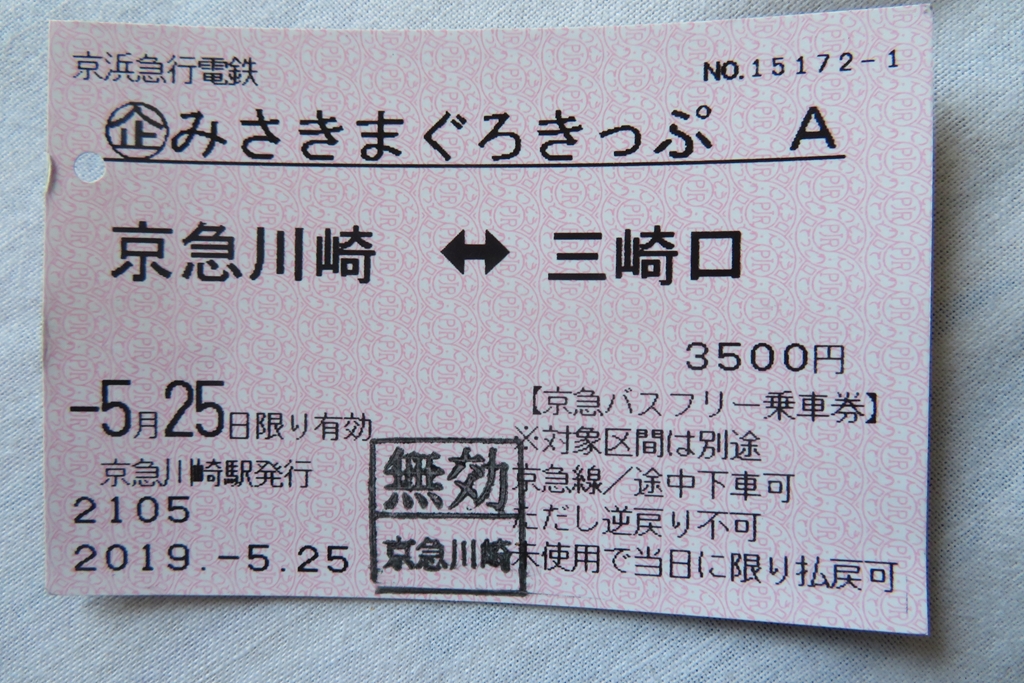 京浜急行電鉄
NO.15172-1
㊭みさきまぐろきっぷ A
京急川崎 ↔ 三崎口
3500円
-5月25日限り有効
【京急バスフリー乗車券】
※対象区間は別途
京急川崎駅発行
京急線／途中下車可
2105
ただし逆戻り不可
2019.-5.25
未使用で当日に限り払戻可
無効
京急川崎